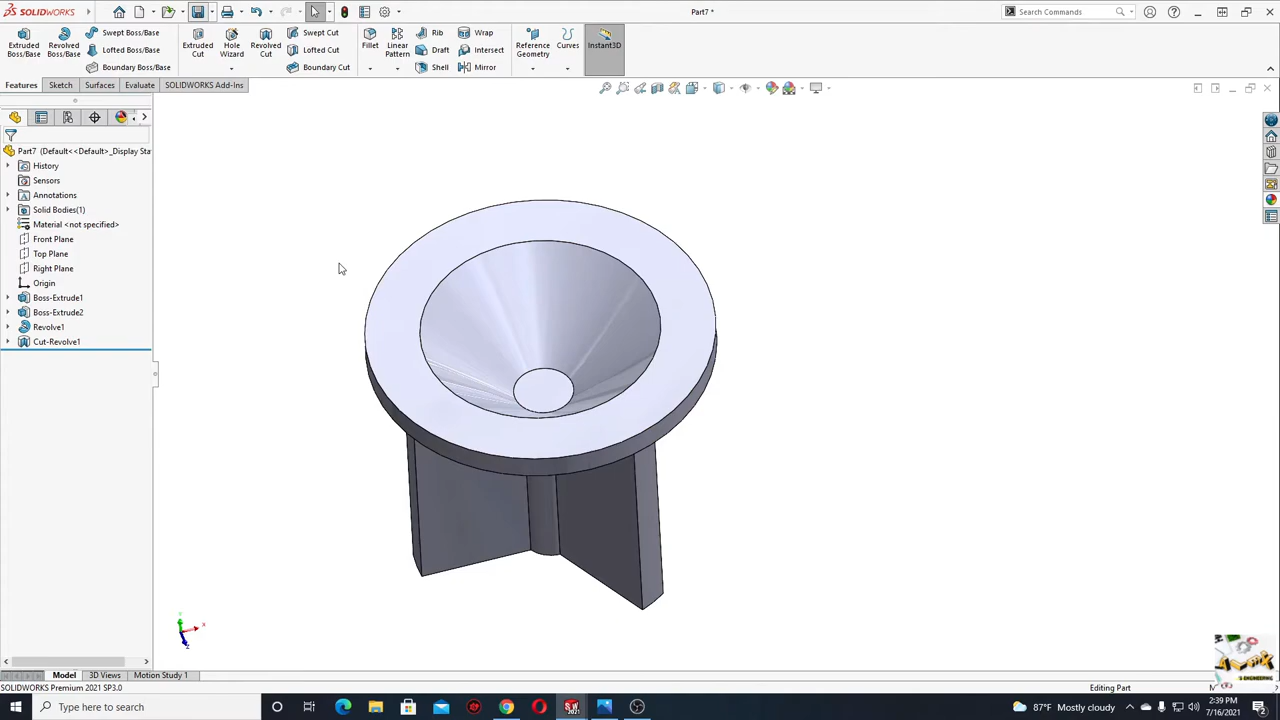 SOLIDWORKS
Part7 *
Search Commands
Extruded Boss/Base
Revolved Boss/Base
Swept Boss/Base
Lofted Boss/Base
Boundary Boss/Base
Extruded Cut
Hole Wizard
Revolved Cut
Swept Cut
Lofted Cut
Boundary Cut
Fillet
Linear Pattern
Rib
Draft
Shell
Wrap
Intersect
Mirror
Reference Geometry
Curves
Instant3D
Features
Sketch
Surfaces
Evaluate
SOLIDWORKS Add-Ins
Part7 (Default<<Default>_Display Sta
History
Sensors
Annotations
Solid Bodies(1)
Material <not specified>
Front Plane
Top Plane
Right Plane
Origin
Boss-Extrude1
Boss-Extrude2
Revolve1
Cut-Revolve1
Y
X
Z
Model
3D Views
Motion Study 1
SOLIDWORKS Premium 2021 SP3.0
Editing Part
Type here to search
87°F Mostly cloudy
2:39 PM
7/16/2021